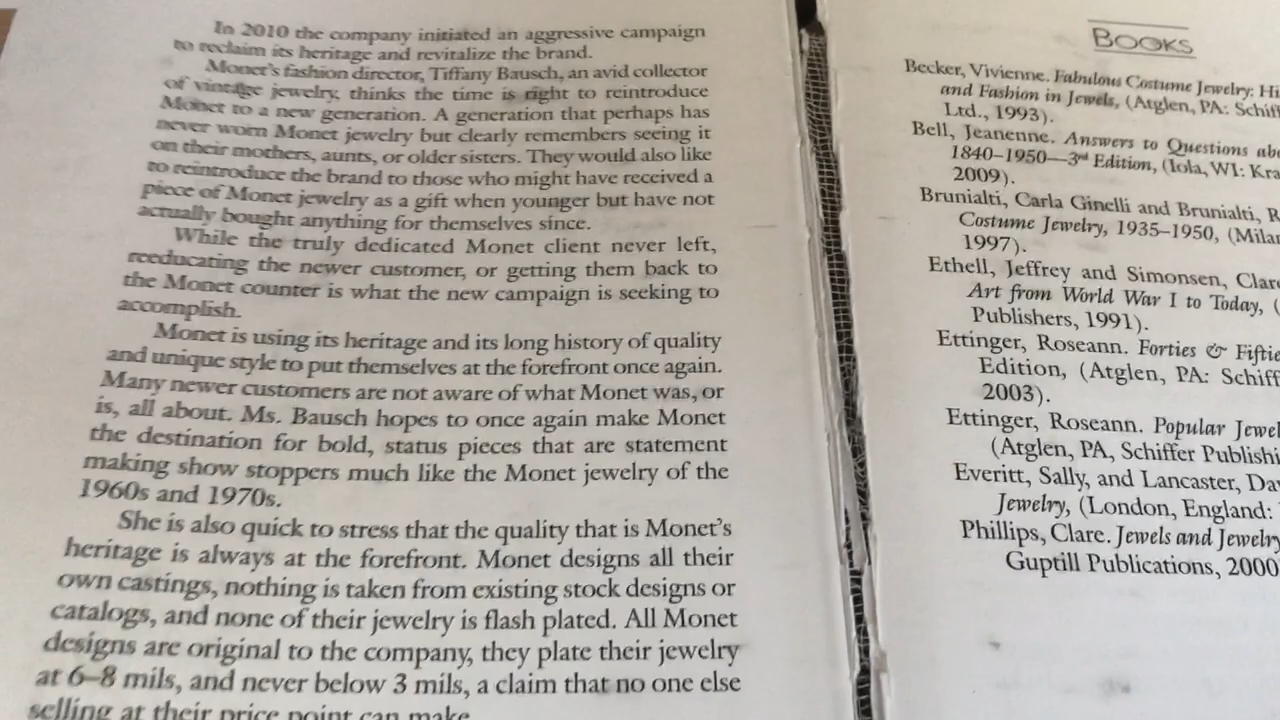 In 2010 the company initiated an aggressive campaign
to reclaim its heritage and revitalize the brand.
Monet's fashion director, Tiffany Bausch, an avid collector
of vintage jewelry, thinks the time is right to reintroduce
Monet to a new generation. A generation that perhaps has
never worn Monet jewelry but clearly remembers seeing it
on their mothers, aunts, or older sisters. They would also like
to reintroduce the brand to those who might have received a
piece of Monet jewelry as a gift when younger but have not
actually bought anything for themselves since.
While the truly dedicated Monet client never left,
reeducating the newer customer, or getting them back to
the Monet counter is what the new campaign is seeking to
accomplish.
Monet is using its heritage and its long history of quality
and unique style to put themselves at the forefront once again.
Many newer customers are not aware of what Monet was, or
is, all about. Ms. Bausch hopes to once again make Monet
the destination for bold, status pieces that are statement
making show stoppers much like the Monet jewelry of the
1960s and 1970s.
She is also quick to stress that the quality that is Monet's
heritage is always at the forefront. Monet designs all their
own castings, nothing is taken from existing stock designs or
catalogs, and none of their jewelry is flash plated. All Monet
designs are original to the company, they plate their jewelry
at 6–8 mils, and never below 3 mils, a claim that no one else
selling at their price point can make.
BOOKS
Becker, Vivienne. Fabulous Costume Jewelry: Hi
and Fashion in Jewels, (Atglen, PA: Schiff
Ltd., 1993).
Bell, Jeanenne. Answers to Questions abo
1840–1950—3rd Edition, (Iola, WI: Kra
2009).
Brunialti, Carla Ginelli and Brunialti, R
Costume Jewelry, 1935–1950, (Milan
1997).
Ethell, Jeffrey and Simonsen, Clare
Art from World War I to Today, (
Publishers, 1991).
Ettinger, Roseann. Forties & Fiftie
Edition, (Atglen, PA: Schiff
2003).
Ettinger, Roseann. Popular Jewel
(Atglen, PA, Schiffer Publishi
Everitt, Sally, and Lancaster, Da
Jewelry, (London, England:
Phillips, Clare. Jewels and Jewelry
Guptill Publications, 2000